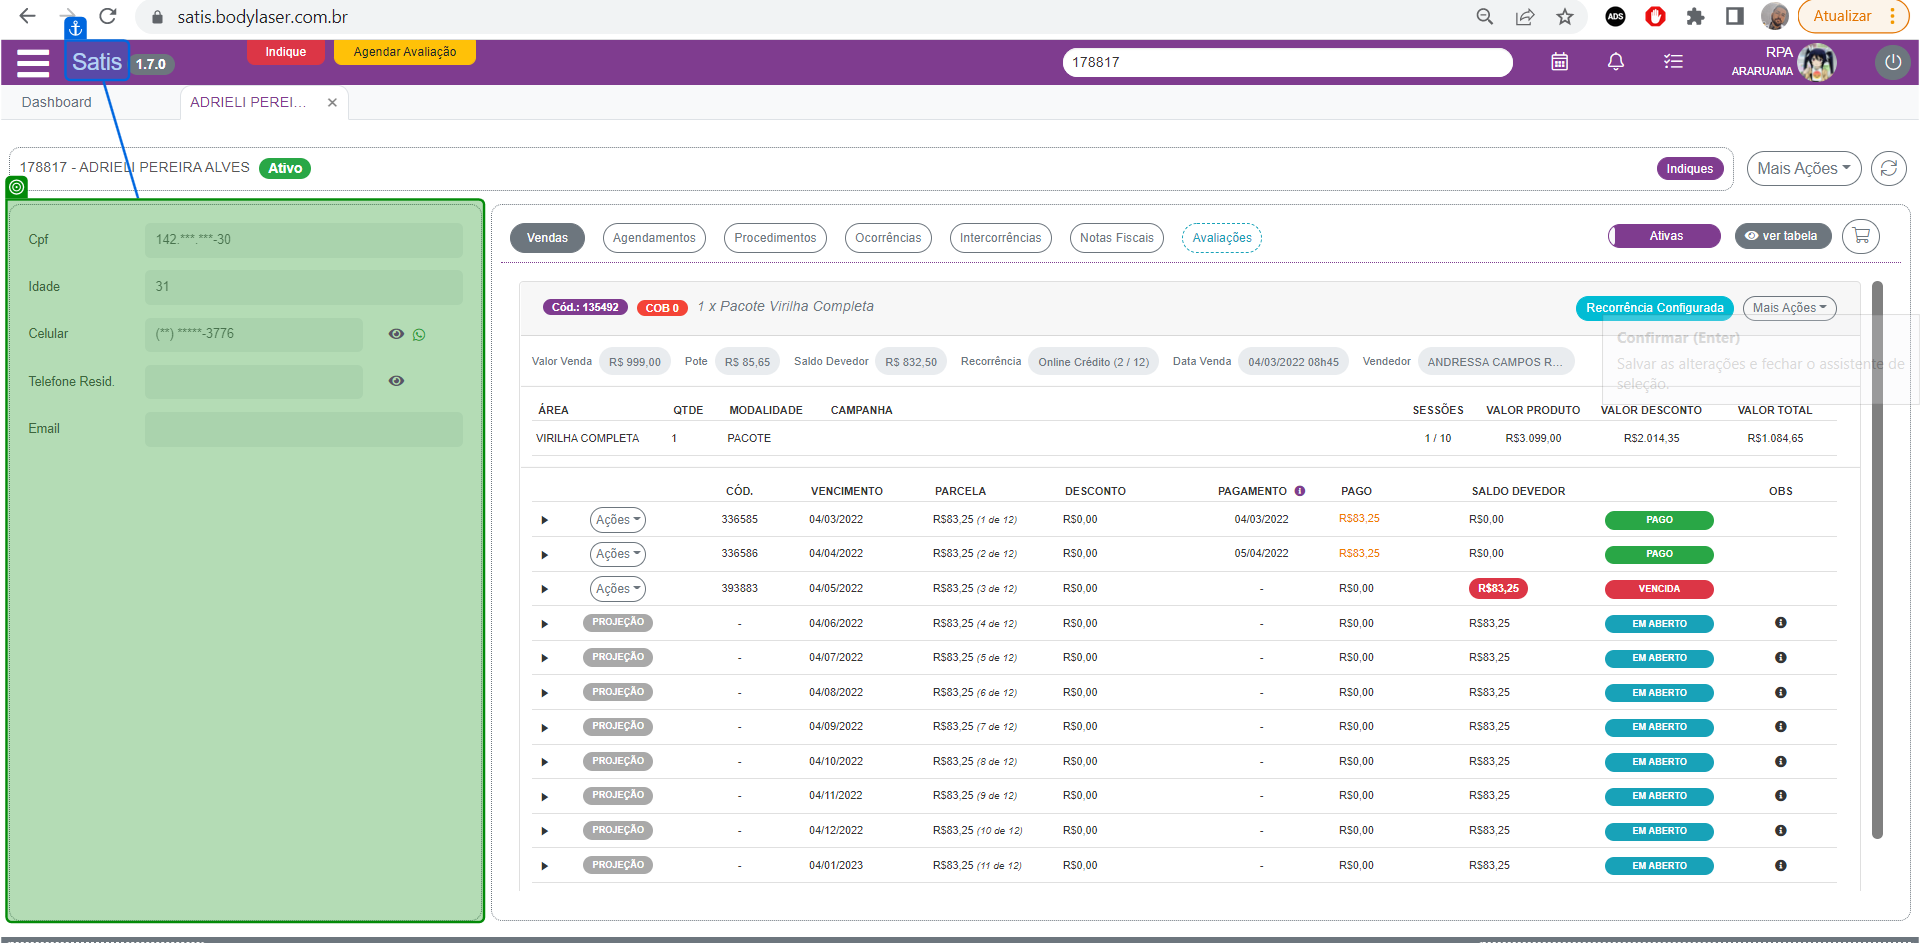 satis.bodylaser.com.br
ADS
Atualizar
Satis 1.7.0
Indique
Agendar Avaliação
178817
RPA
ARARUAMA
Dashboard
ADRIELI PEREI...
178817 - ADRIELI PEREIRA ALVES Ativo
Indiques
Mais Ações
Cpf 142.***.***-30
Idade 31
Celular (**) *****-3776
Telefone Resid.
Email
Vendas Agendamentos Procedimentos Ocorrências Intercorrências Notas Fiscais Avaliações
Ativas
ver tabela
Cód.: 135492 COB 0 1 x Pacote Virilha Completa
Recorrência Configurada Mais Ações
Confirmar (Enter)
Salvar as alterações e fechar o assistente de
seleção.
Valor Venda R$ 999,00 Pote R$ 85,65 Saldo Devedor R$ 832,50 Recorrência Online Crédito (2 / 12) Data Venda 04/03/2022 08h45 Vendedor ANDRESSA CAMPOS R...
ÁREA QTDE MODALIDADE CAMPANHA SESSÕES VALOR PRODUTO VALOR DESCONTO VALOR TOTAL
VIRILHA COMPLETA 1 PACOTE 1 / 10 R$3.099,00 R$2.014,35 R$1.084,65
CÓD. VENCIMENTO PARCELA DESCONTO PAGAMENTO PAGO SALDO DEVEDOR OBS
Ações 336585 04/03/2022 R$83,25 (1 de 12) R$0,00 04/03/2022 R$83,25 R$0,00 PAGO
Ações 336586 04/04/2022 R$83,25 (2 de 12) R$0,00 05/04/2022 R$83,25 R$0,00 PAGO
Ações 393883 04/05/2022 R$83,25 (3 de 12) R$0,00 - R$0,00 R$83,25 VENCIDA
PROJEÇÃO - 04/06/2022 R$83,25 (4 de 12) R$0,00 - R$0,00 R$83,25 EM ABERTO
PROJEÇÃO - 04/07/2022 R$83,25 (5 de 12) R$0,00 - R$0,00 R$83,25 EM ABERTO
PROJEÇÃO - 04/08/2022 R$83,25 (6 de 12) R$0,00 - R$0,00 R$83,25 EM ABERTO
PROJEÇÃO - 04/09/2022 R$83,25 (7 de 12) R$0,00 - R$0,00 R$83,25 EM ABERTO
PROJEÇÃO - 04/10/2022 R$83,25 (8 de 12) R$0,00 - R$0,00 R$83,25 EM ABERTO
PROJEÇÃO - 04/11/2022 R$83,25 (9 de 12) R$0,00 - R$0,00 R$83,25 EM ABERTO
PROJEÇÃO - 04/12/2022 R$83,25 (10 de 12) R$0,00 - R$0,00 R$83,25 EM ABERTO
PROJEÇÃO - 04/01/2023 R$83,25 (11 de 12) R$0,00 - R$0,00 R$83,25 EM ABERTO